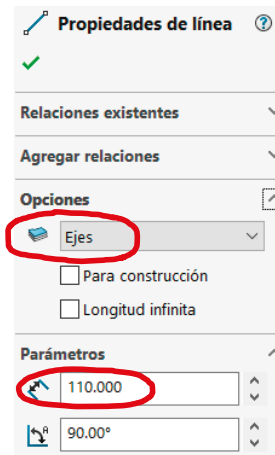 Propiedades de línea
Relaciones existentes
Agregar relaciones
Opciones
Ejes
Para construcción
Longitud infinita
Parámetros
110.000
90.00°